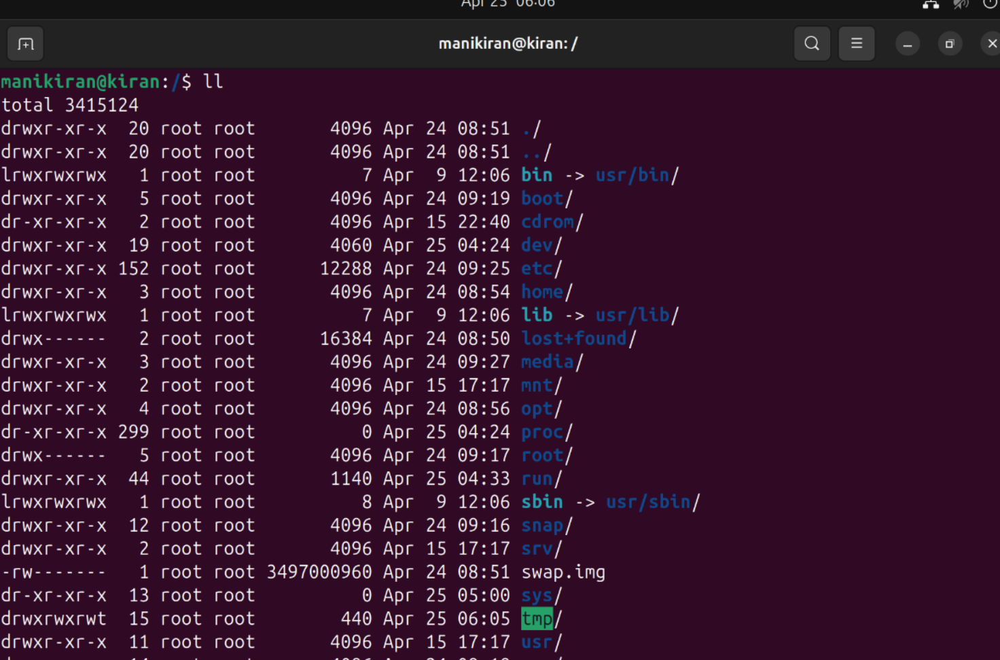 Apr 25 06:06
manikiran@kiran: /
manikiran@kiran:/$ ll
total 3415124
drwxr-xr-x  20 root root       4096 Apr 24 08:51 ./
drwxr-xr-x  20 root root       4096 Apr 24 08:51 ../
lrwxrwxrwx   1 root root          7 Apr  9 12:06 bin -> usr/bin/
drwxr-xr-x   5 root root       4096 Apr 24 09:19 boot/
dr-xr-xr-x   2 root root       4096 Apr 15 22:40 cdrom/
drwxr-xr-x  19 root root       4060 Apr 25 04:24 dev/
drwxr-xr-x 152 root root      12288 Apr 24 09:25 etc/
drwxr-xr-x   3 root root       4096 Apr 24 08:54 home/
lrwxrwxrwx   1 root root          7 Apr  9 12:06 lib -> usr/lib/
drwx------   2 root root      16384 Apr 24 08:50 lost+found/
drwxr-xr-x   3 root root       4096 Apr 24 09:27 media/
drwxr-xr-x   2 root root       4096 Apr 15 17:17 mnt/
drwxr-xr-x   4 root root       4096 Apr 24 08:56 opt/
dr-xr-xr-x 299 root root          0 Apr 25 04:24 proc/
drwx------   5 root root       4096 Apr 24 09:17 root/
drwxr-xr-x  44 root root       1140 Apr 25 04:33 run/
lrwxrwxrwx   1 root root          8 Apr  9 12:06 sbin -> usr/sbin/
drwxr-xr-x  12 root root       4096 Apr 24 09:16 snap/
drwxr-xr-x   2 root root       4096 Apr 15 17:17 srv/
-rw-------   1 root root 3497000960 Apr 24 08:51 swap.img
dr-xr-xr-x  13 root root          0 Apr 25 05:00 sys/
drwxrwxrwt  15 root root        440 Apr 25 06:05 tmp/
drwxr-xr-x  11 root root       4096 Apr 15 17:17 usr/